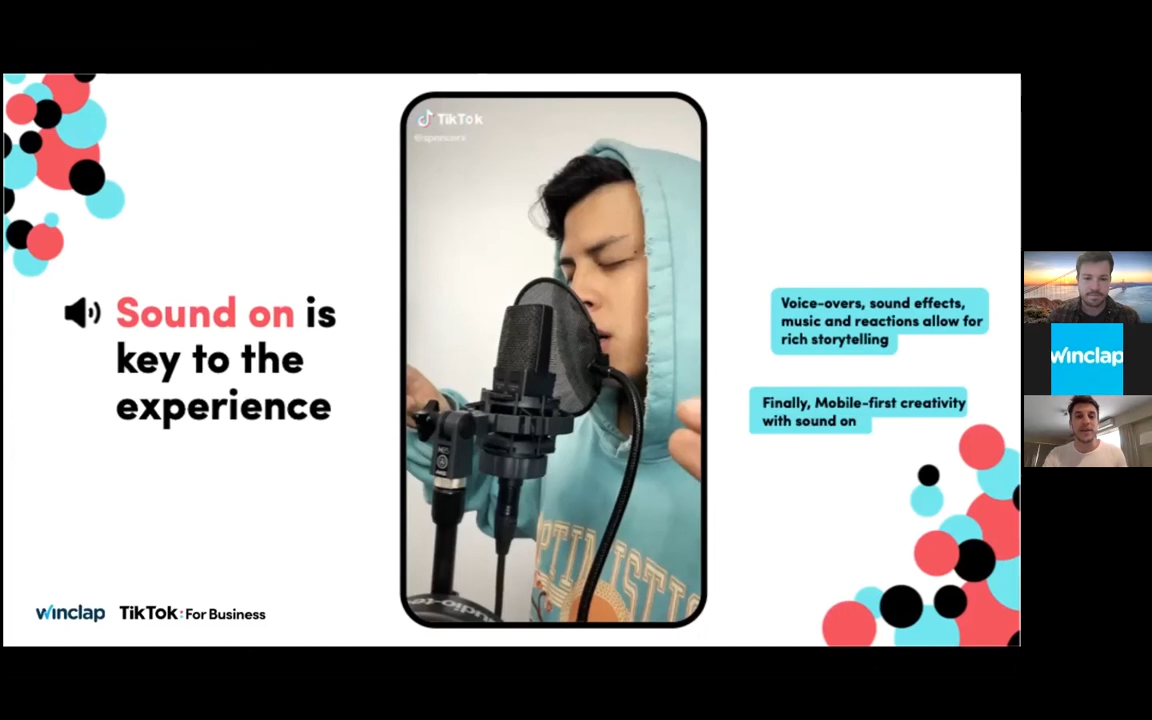 Sound on is
key to the
experience
winclap TikTok: For Business
TikTok
Voice-overs, sound effects,
music and reactions allow for
rich storytelling
Finally, Mobile-first creativity
with sound on
winclap